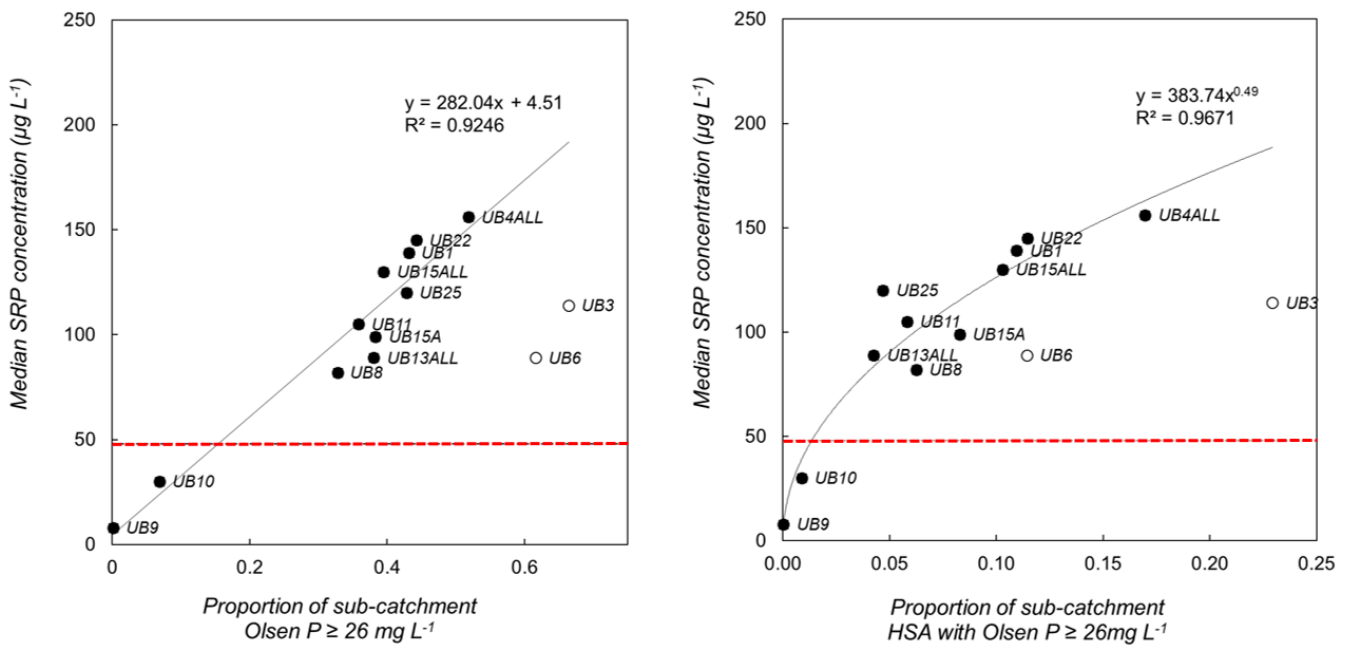 250
200
150
100
50
0
Median SRP concentration (µg L-1)
y = 282.04x + 4.51
R² = 0.9246
UB4ALL
UB22
UB1
UB15ALL
UB25
UB3
UB11
UB15A
UB13ALL
UB6
UB8
UB10
UB9
0 0.2 0.4 0.6
Proportion of sub-catchment
Olsen P ≥ 26 mg L-1
250
200
150
100
50
0
Median SRP concentration (µg L-1)
y = 383.74x0.49
R² = 0.9671
UB4ALL
UB22
UB1
UB15ALL
UB25
UB3
UB11
UB15A
UB13ALL
UB6
UB8
UB10
UB9
0.00 0.05 0.10 0.15 0.20 0.25
Proportion of sub-catchment
HSA with Olsen P ≥ 26mg L-1